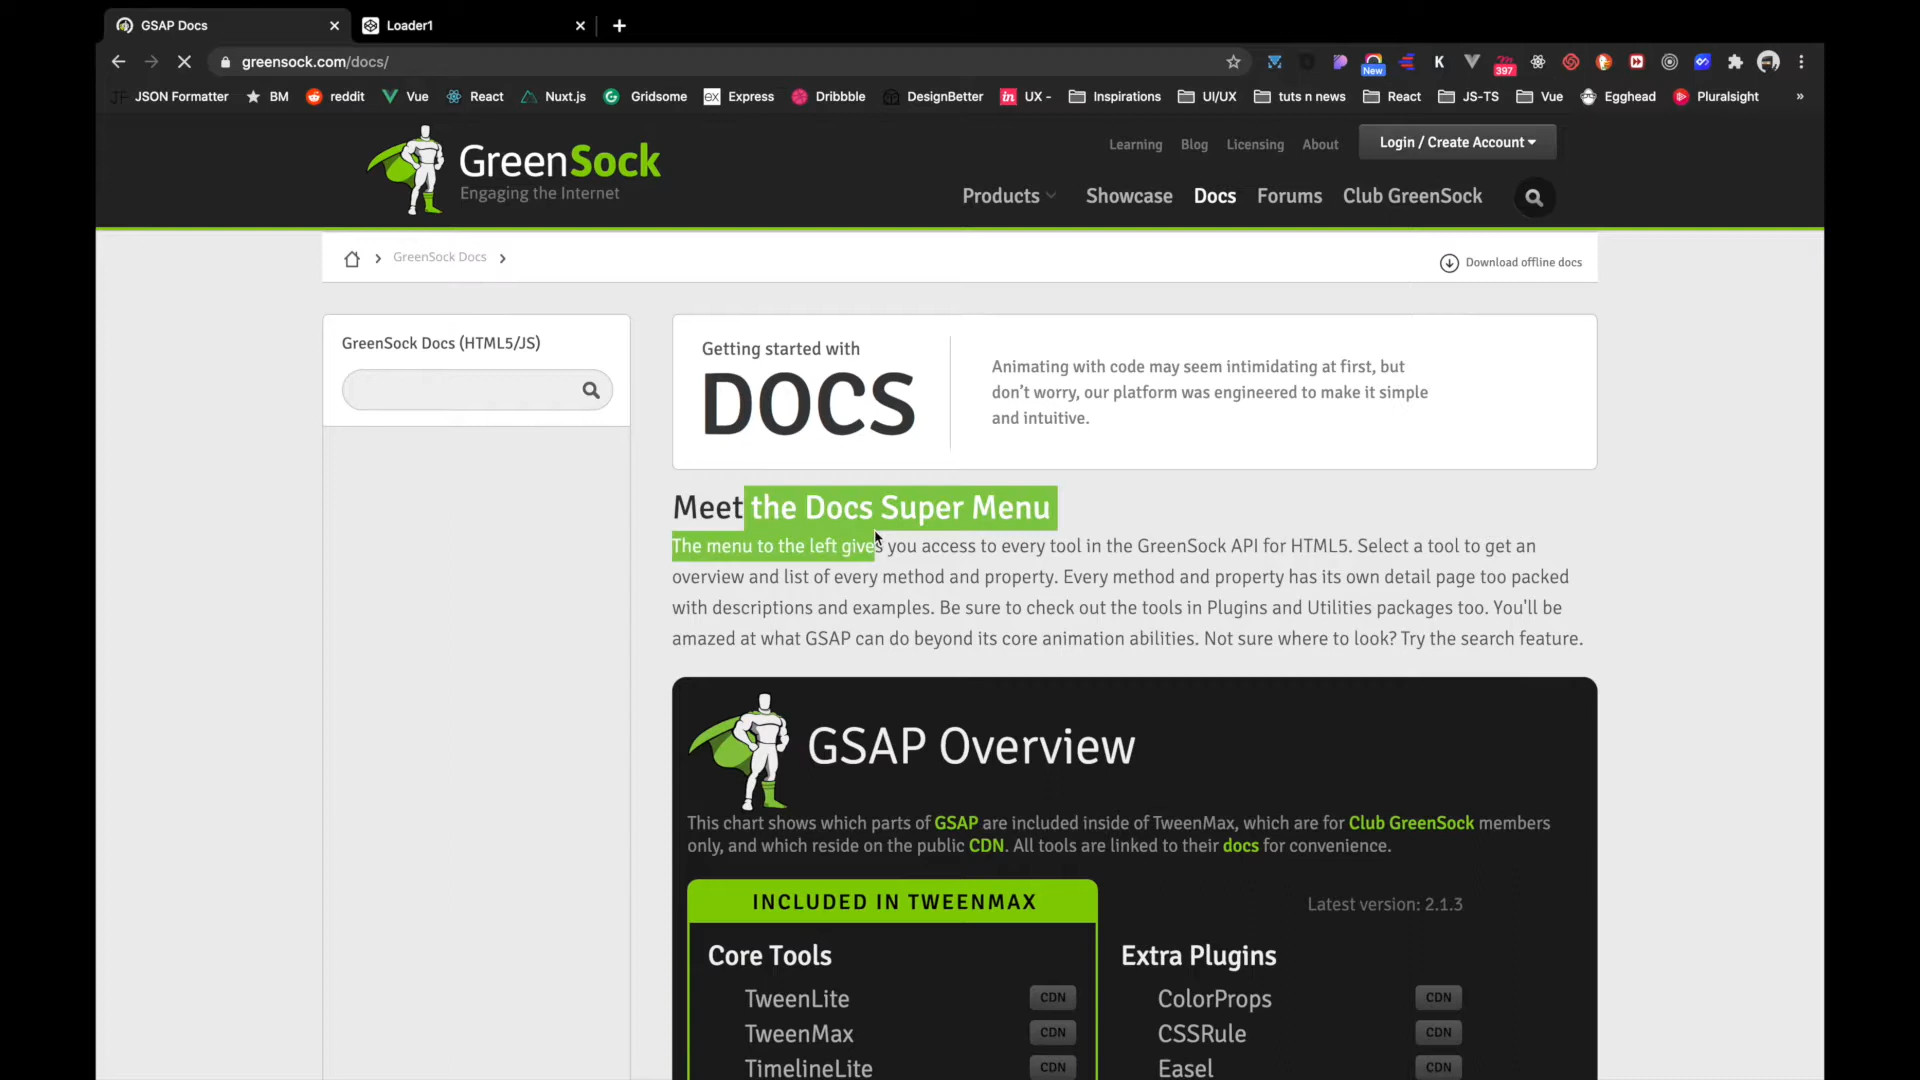 GSAP Docs
Loader1
greensock.com/docs/
New
K
397
JSON Formatter
BM
reddit
Vue
React
Nuxt.js
Gridsome
ex Express
Dribbble
DesignBetter
in UX -
Inspirations
UI/UX
tuts n news
React
JS-TS
Vue
Egghead
Pluralsight
»
GreenSock
Engaging the Internet
Learning
Blog
Licensing
About
Login / Create Account
Products
Showcase
Docs
Forums
Club GreenSock
GreenSock Docs
Download offline docs
GreenSock Docs (HTML5/JS)
Getting started with
DOCS
Animating with code may seem intimidating at first, but
don’t worry, our platform was engineered to make it simple
and intuitive.
Meet the Docs Super Menu
The menu to the left gives you access to every tool in the GreenSock API for HTML5. Select a tool to get an
overview and list of every method and property. Every method and property has its own detail page too packed
with descriptions and examples. Be sure to check out the tools in Plugins and Utilities packages too. You'll be
amazed at what GSAP can do beyond its core animation abilities. Not sure where to look? Try the search feature.
GSAP Overview
This chart shows which parts of GSAP are included inside of TweenMax, which are for Club GreenSock members
only, and which reside on the public CDN. All tools are linked to their docs for convenience.
INCLUDED IN TWEENMAX
Latest version: 2.1.3
Core Tools
TweenLite CDN
TweenMax CDN
TimelineLite CDN
Extra Plugins
ColorProps CDN
CSSRule CDN
Easel CDN